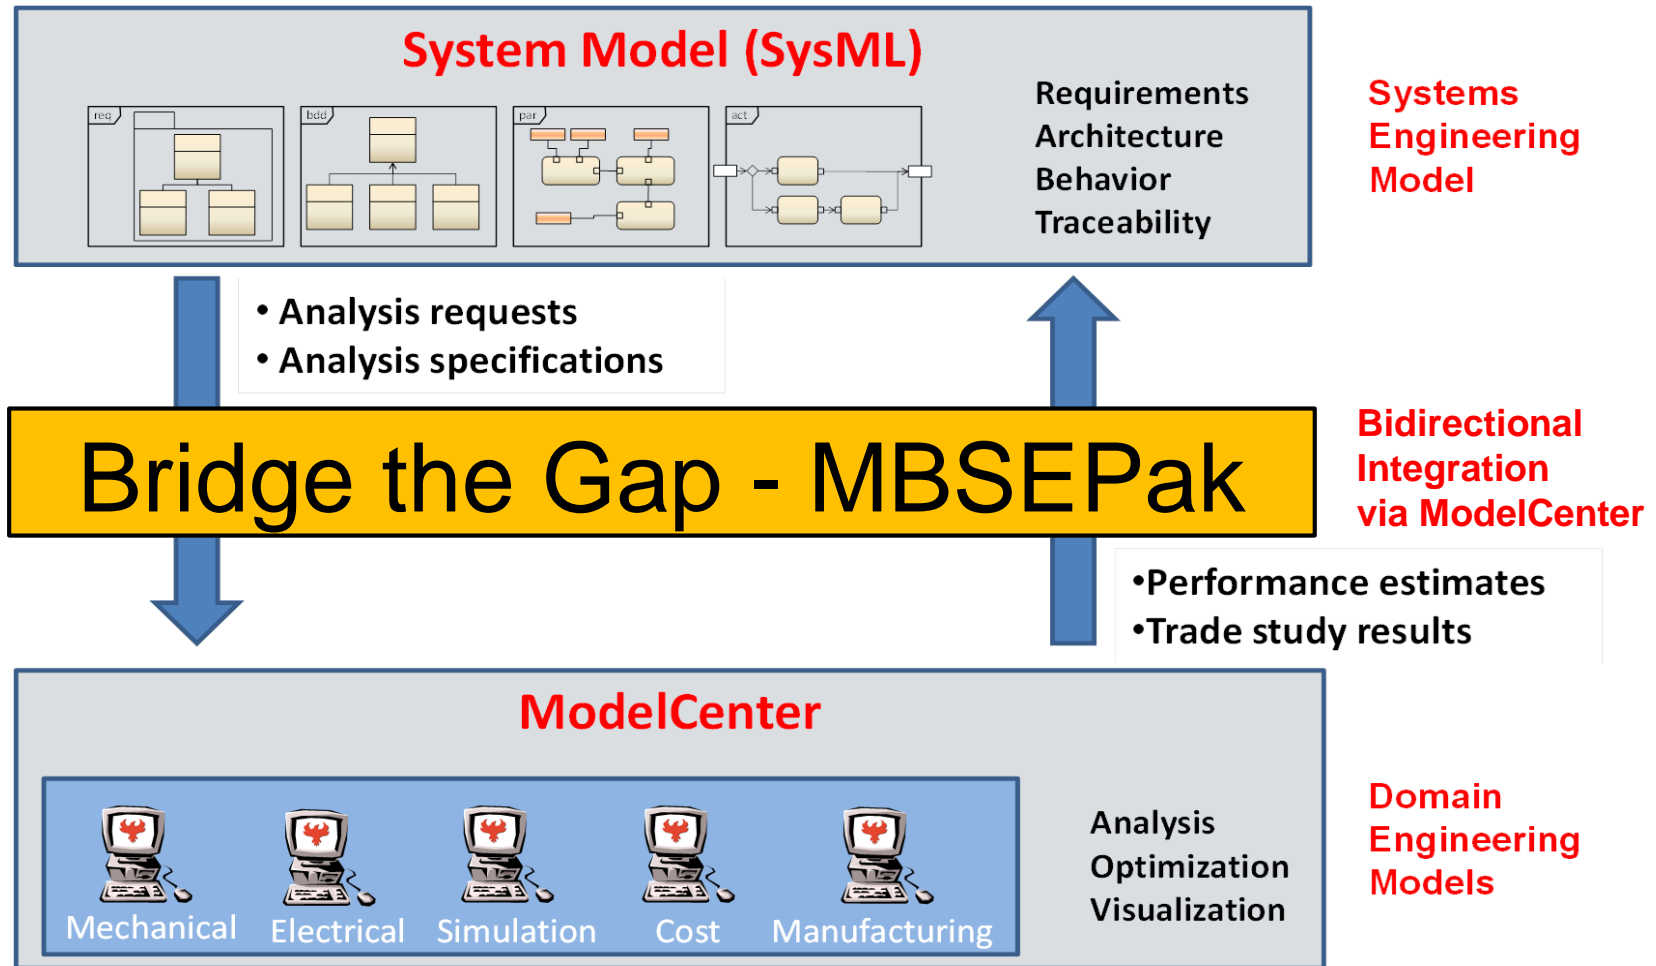 System Model (SysML)
req
bdd
par
act
Requirements
Architecture
Behavior
Traceability
Systems
Engineering
Model
• Analysis requests
• Analysis specifications
Bridge the Gap - MBSEPak
Bidirectional
Integration
via ModelCenter
•Performance estimates
•Trade study results
ModelCenter
Mechanical
Electrical
Simulation
Cost
Manufacturing
Analysis
Optimization
Visualization
Domain
Engineering
Models